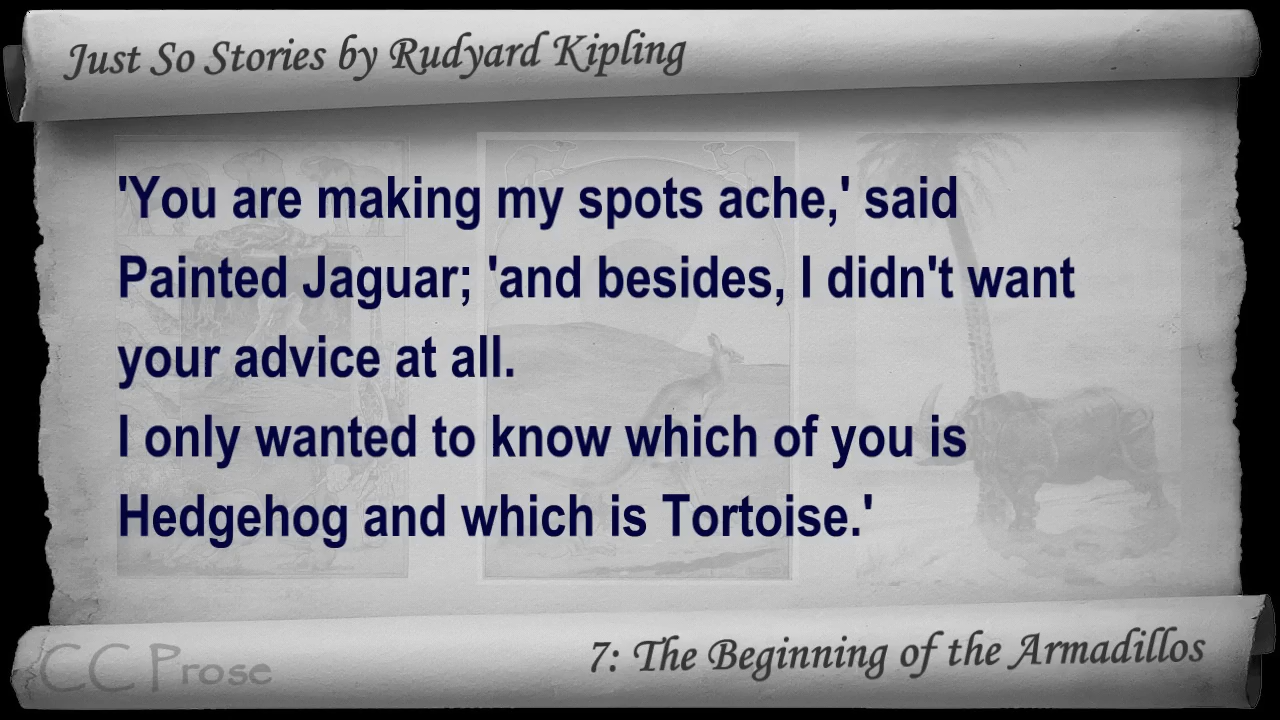 Just So Stories by Rudyard Kipling
'You are making my spots ache,' said
Painted Jaguar; 'and besides, I didn't want
your advice at all.
I only wanted to know which of you is
Hedgehog and which is Tortoise.'
CC Prose
7: The Beginning of the Armadillos